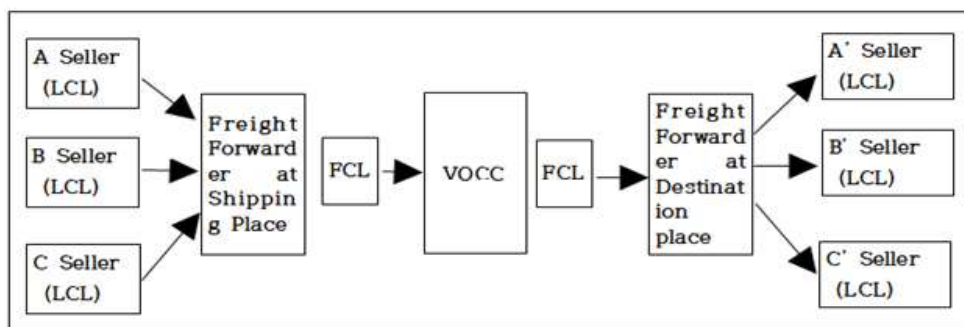 A Seller
(LCL)
B Seller
(LCL)
C Seller
(LCL)
Freight
Forward
er at
Shippin
g Place
FCL
VOCC
FCL
Freight
Forward
er at
Destinat
ion
place
A' Seller
(LCL)
B' Seller
(LCL)
C' Seller
(LCL)